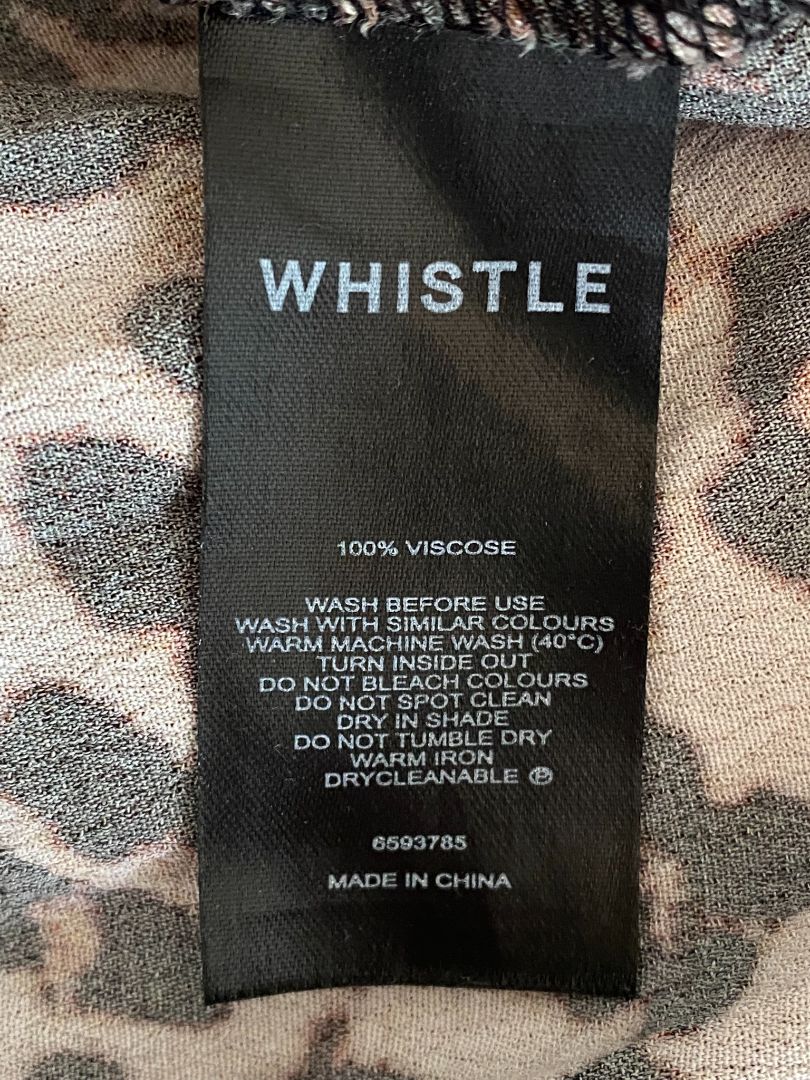 WHISTLE
100% VISCOSE
WASH BEFORE USE
WASH WITH SIMILAR COLOURS
WARM MACHINE WASH (40°C)
TURN INSIDE OUT
DO NOT BLEACH COLOURS
DO NOT SPOT CLEAN
DRY IN SHADE
DO NOT TUMBLE DRY
WARM IRON
DRYCLEANABLE Ⓟ
6593785
MADE IN CHINA